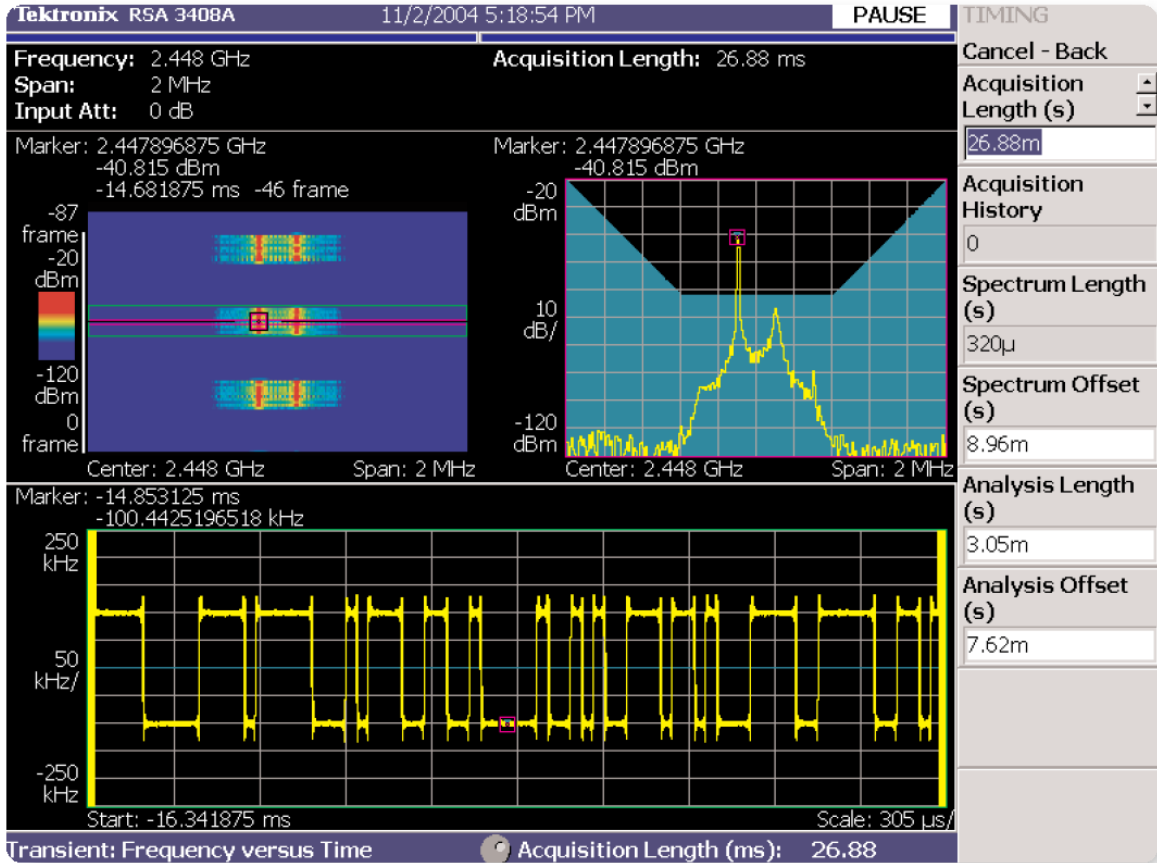 Tektronix RSA 3408A 11/2/2004 5:18:54 PM PAUSE
Frequency: 2.448 GHz Acquisition Length: 26.88 ms
Span: 2 MHz
Input Att: 0 dB
Marker: 2.447896875 GHz
-40.815 dBm
-14.681875 ms -46 frame
-87
frame
-20
dBm
-120
dBm
0
frame
Center: 2.448 GHz Span: 2 MHz
Marker: 2.447896875 GHz
-40.815 dBm
-20
dBm
10
dB/
-120
dBm
Center: 2.448 GHz Span: 2 MHz
Marker: -14.853125 ms
-100.4425196518 kHz
250
kHz
50
kHz/
-250
kHz
Start: -16.341875 ms Scale: 305 µs/
Transient: Frequency versus Time Acquisition Length (ms): 26.88
TIMING
Cancel - Back
Acquisition
Length (s)
26.88m
Acquisition
History
0
Spectrum Length
(s)
320µ
Spectrum Offset
(s)
8.96m
Analysis Length
(s)
3.05m
Analysis Offset
(s)
7.62m